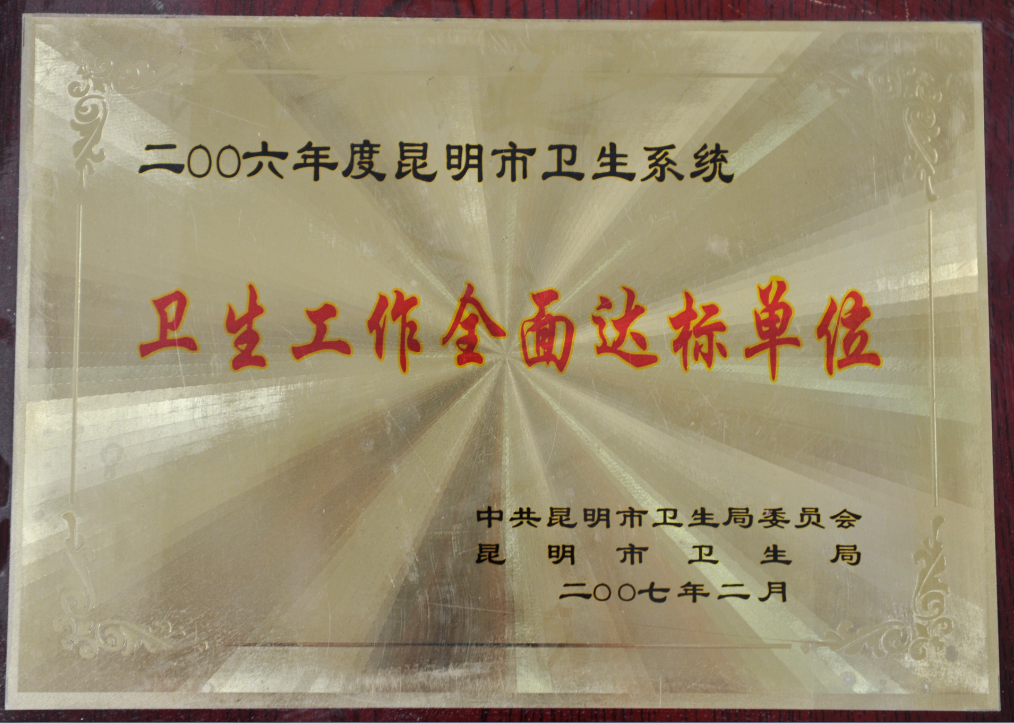 二〇〇六年度昆明市卫生系统
卫生工作全面达标单位
中共昆明市卫生局委员会
昆明市卫生局
二〇〇七年二月